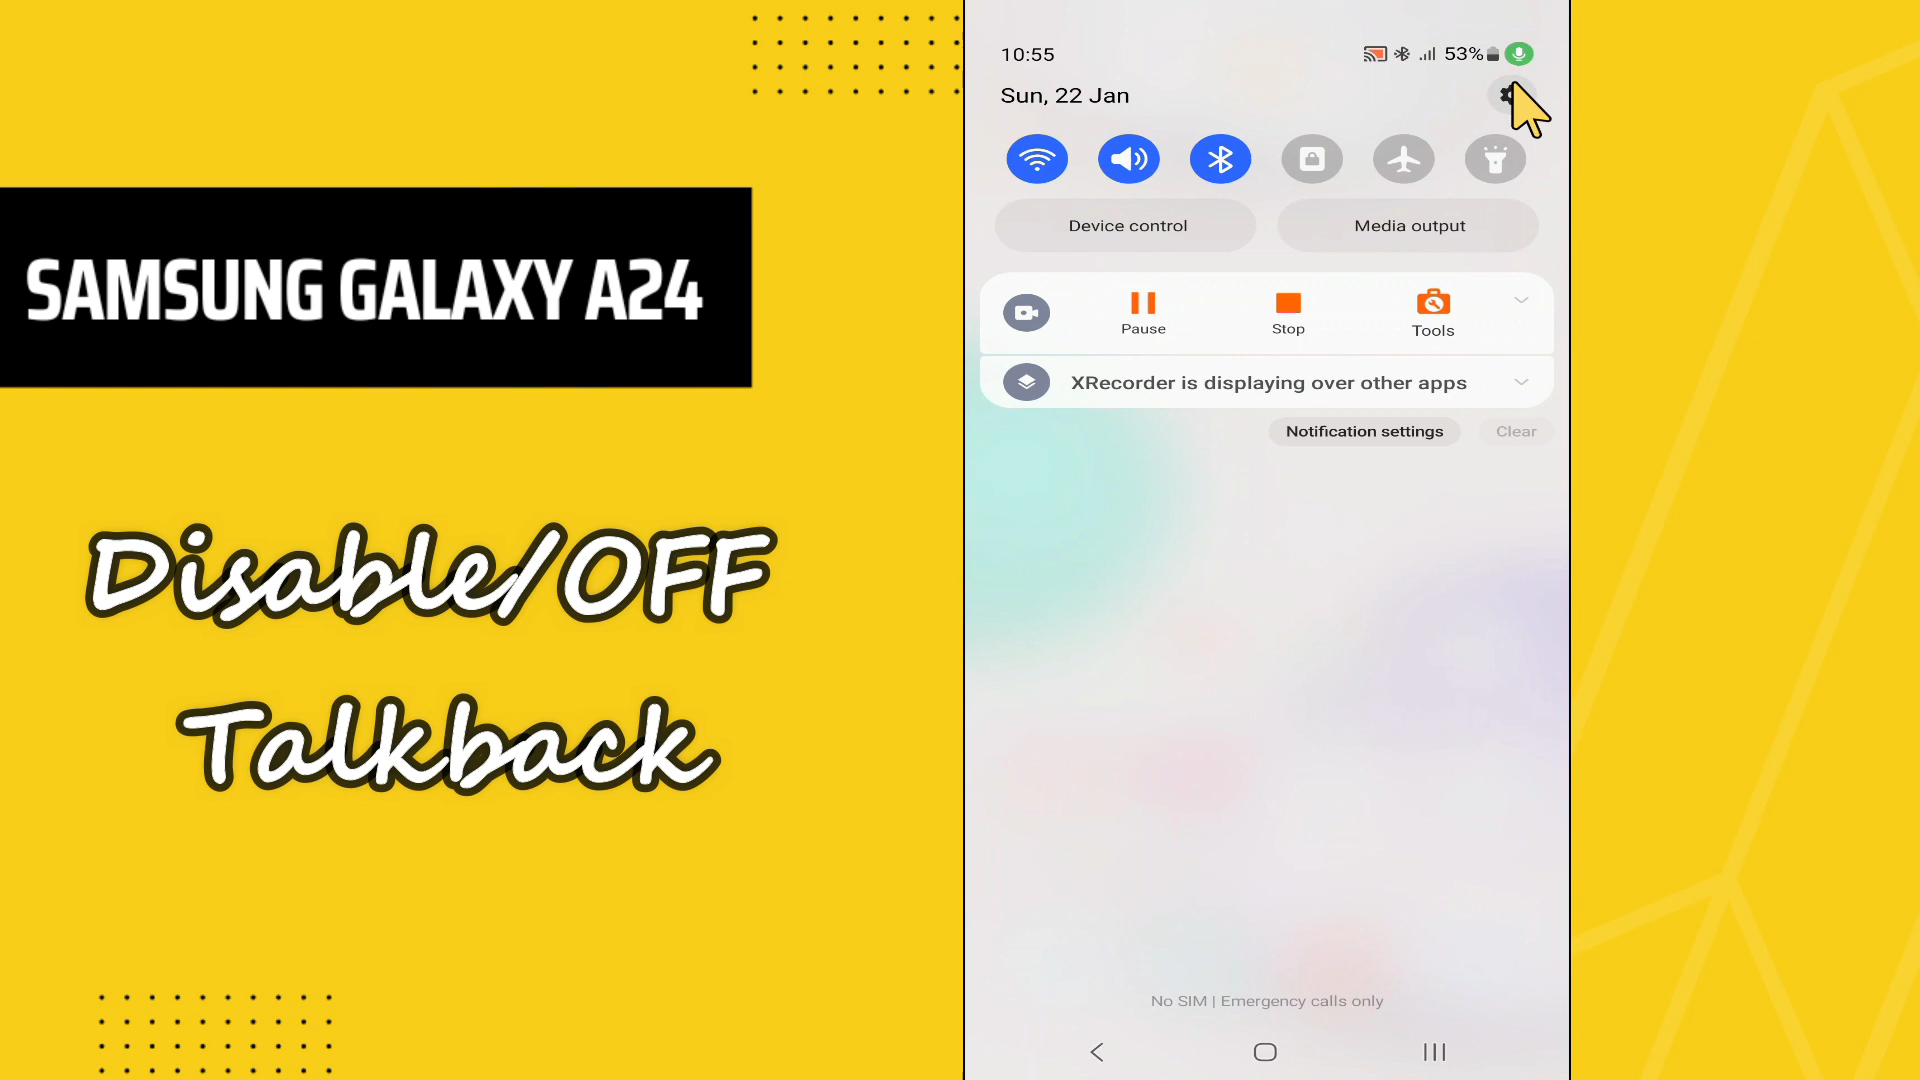 SAMSUNG GALAXY A24
Disable/OFF
Talkback
10:55
53%
Sun, 22 Jan
Device control
Media output
Pause
Stop
Tools
XRecorder is displaying over other apps
Notification settings
Clear
No SIM | Emergency calls only